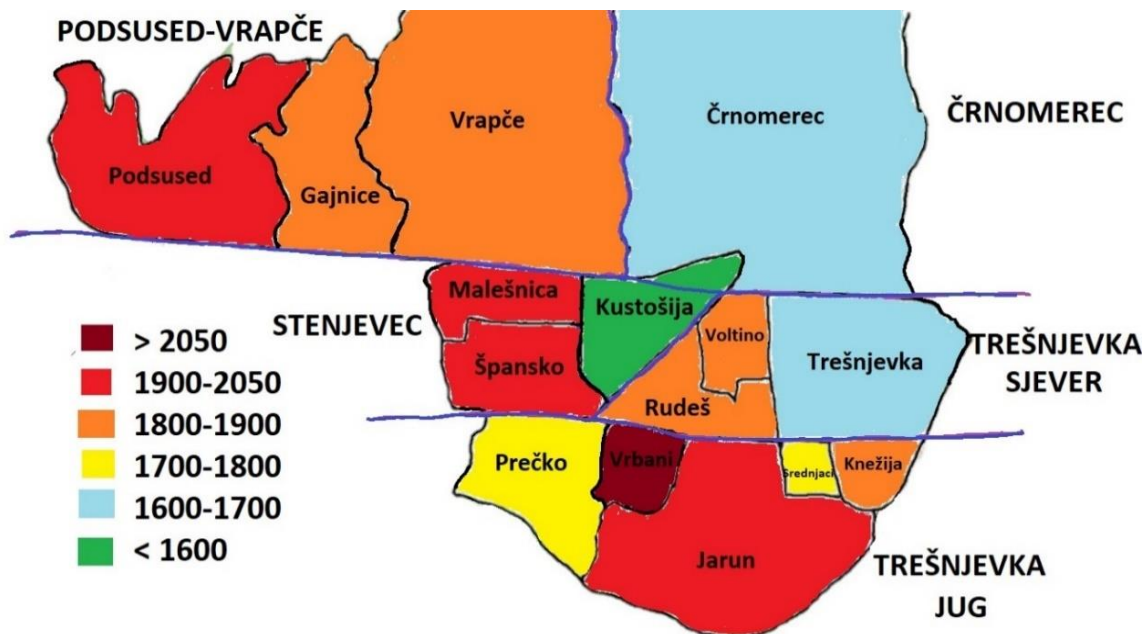 PODSUSED-VRAPČE
Vrapče
Črnomerec
ČRNOMEREC
Podsused
Gajnice
Malešnica
Kustošija
STENJEVEC
Voltino
Trešnjevka
TREŠNJEVKA
SJEVER
Špansko
Rudeš
> 2050
1900-2050
1800-1900
1700-1800
1600-1700
< 1600
Prečko
Vrbani
Srednjaci
Knežija
Jarun
TREŠNJEVKA
JUG